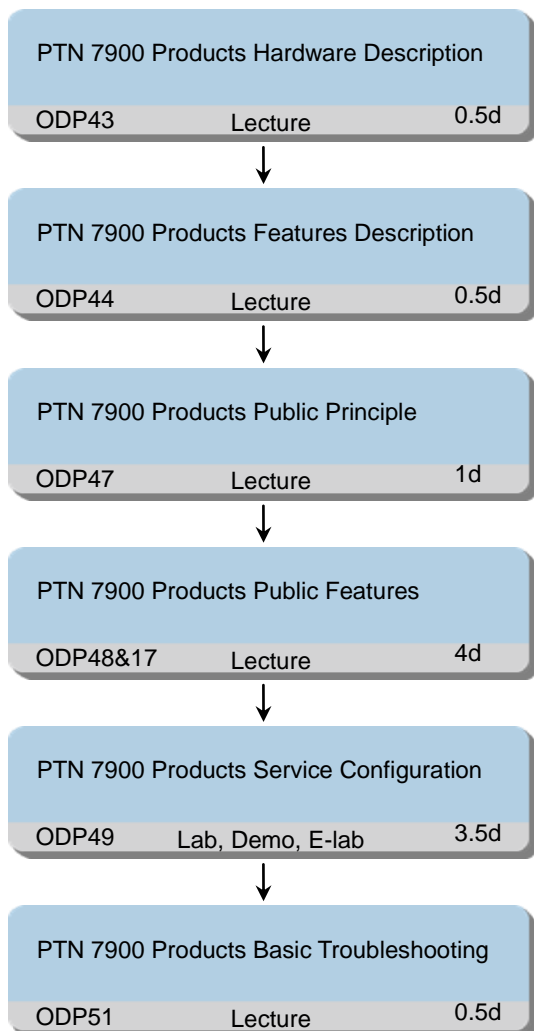 PTN 7900 Products Hardware Description
ODP43 Lecture 0.5d
PTN 7900 Products Features Description
ODP44 Lecture 0.5d
PTN 7900 Products Public Principle
ODP47 Lecture 1d
PTN 7900 Products Public Features
ODP48&17 Lecture 4d
PTN 7900 Products Service Configuration
ODP49 Lab, Demo, E-lab 3.5d
PTN 7900 Products Basic Troubleshooting
ODP51 Lecture 0.5d